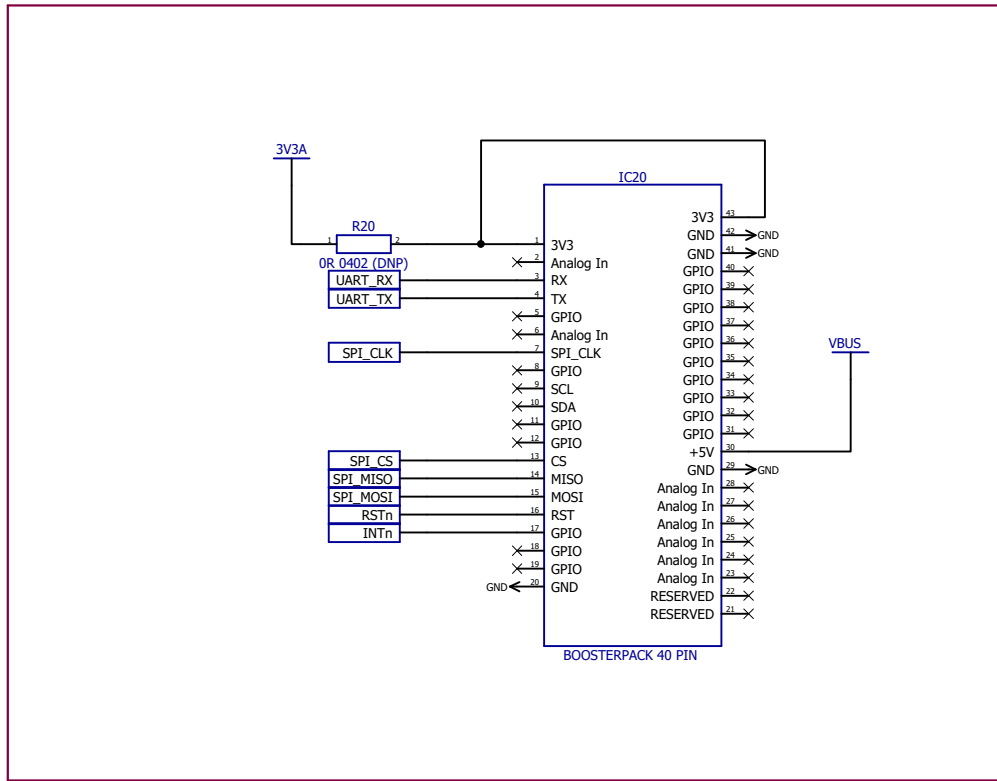 3V3A
IC20
R20
1 2
0R 0402 (DNP)
UART_RX
UART_TX
SPI_CLK
SPI_CS
SPI_MISO
SPI_MOSI
RSTn
INTn
GND
1 3V3
2 Analog In
3 RX
4 TX
5 GPIO
6 Analog In
7 SPI_CLK
8 GPIO
9 SCL
10 SDA
11 GPIO
12 GPIO
13 CS
14 MISO
15 MOSI
16 RST
17 GPIO
18 GPIO
19 GPIO
20 GND
3V3 43
GND 42 GND
GND 41 GND
GPIO 40
GPIO 39
GPIO 38
GPIO 37
GPIO 36
GPIO 35
GPIO 34
GPIO 33
GPIO 32
GPIO 31
+5V 30
GND 29 GND
Analog In 28
Analog In 27
Analog In 26
Analog In 25
Analog In 24
Analog In 23
RESERVED 22
RESERVED 21
VBUS
BOOSTERPACK 40 PIN